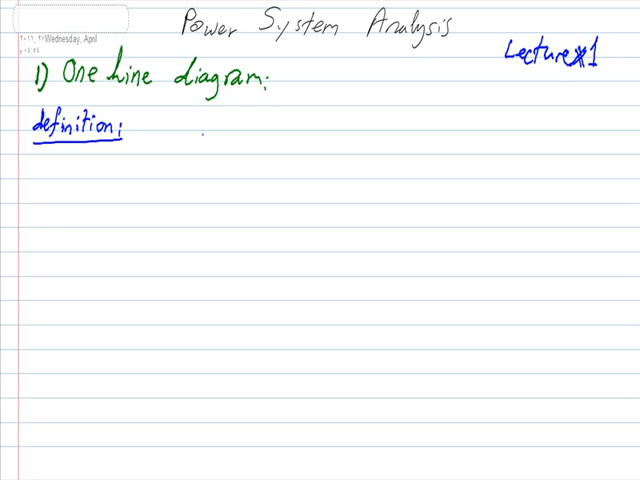 Power System Analysis
Wednesday, April
Lecture #1
1) One Line diagram:
definition: